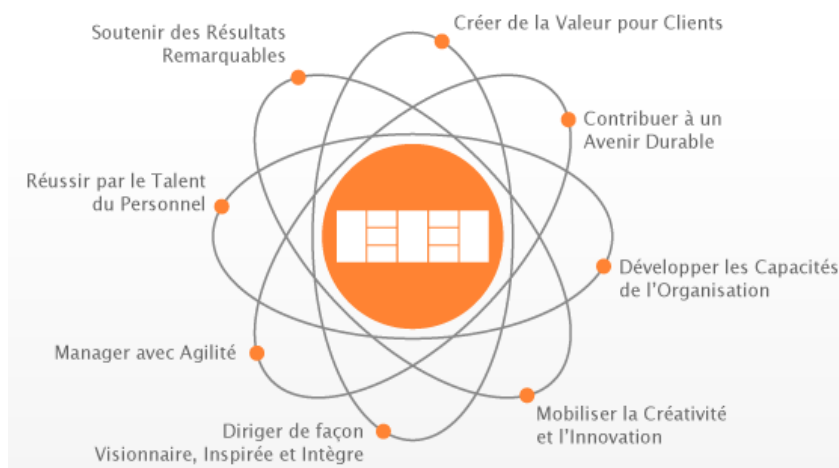 Créer de la Valeur pour Clients
Contribuer à un
Avenir Durable
Développer les Capacités
de l'Organisation
Mobiliser la Créativité
et l'Innovation
Diriger de façon
Visionnaire, Inspirée et Intègre
Manager avec Agilité
Réussir par le Talent
du Personnel
Soutenir des Résultats
Remarquables